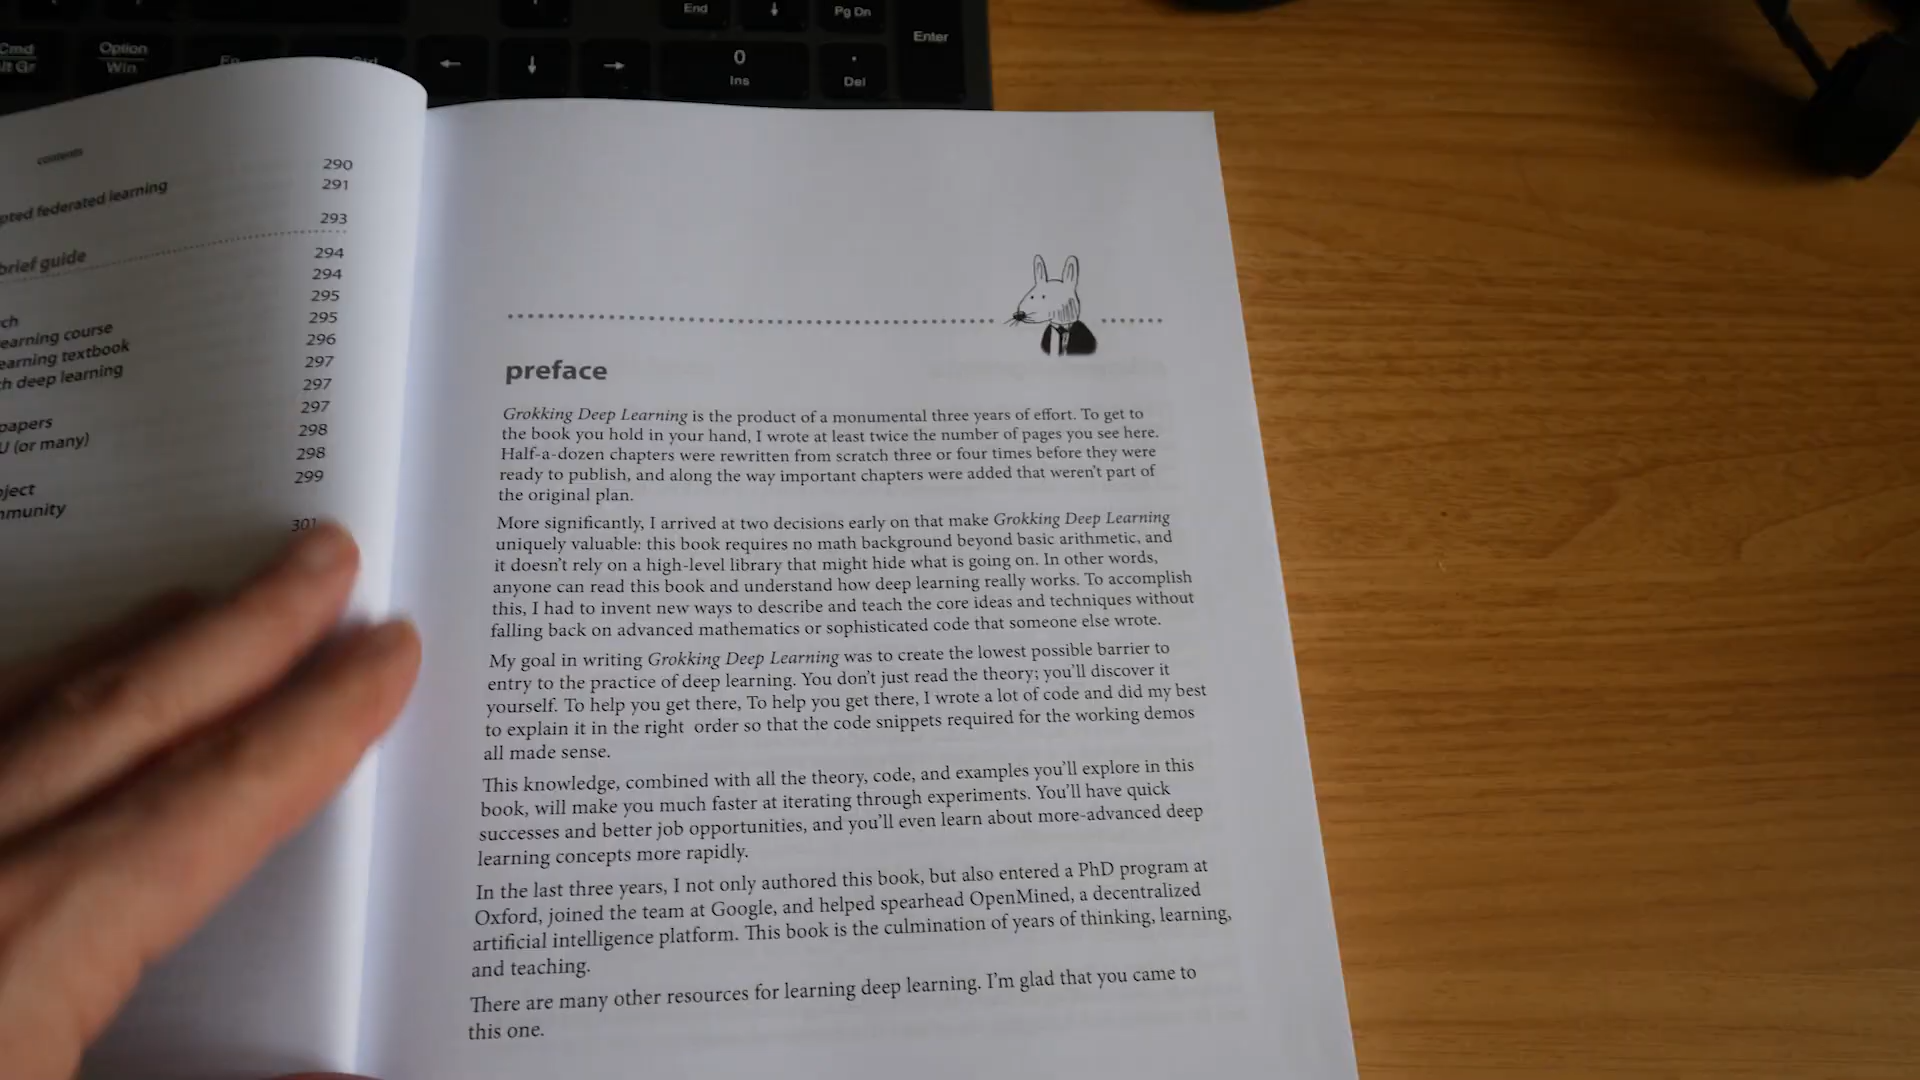 End
↓
Pg Dn
Enter
Cmd
Option
Win
←
↓
→
0
Ins
.
Del
contents
290
291
federated learning
293
brief guide
294
294
295
295
earning course
296
earning textbook
297
deep learning
297
297
papers
298
U (or many)
298
299
301
preface
Grokking Deep Learning is the product of a monumental three years of effort. To get to
the book you hold in your hand, I wrote at least twice the number of pages you see here.
Half-a-dozen chapters were rewritten from scratch three or four times before they were
ready to publish, and along the way important chapters were added that weren't part of
the original plan.
More significantly, I arrived at two decisions early on that make Grokking Deep Learning
uniquely valuable: this book requires no math background beyond basic arithmetic, and
it doesn't rely on a high-level library that might hide what is going on. In other words,
anyone can read this book and understand how deep learning really works. To accomplish
this, I had to invent new ways to describe and teach the core ideas and techniques without
falling back on advanced mathematics or sophisticated code that someone else wrote.
My goal in writing Grokking Deep Learning was to create the lowest possible barrier to
entry to the practice of deep learning. You don't just read the theory; you'll discover it
yourself. To help you get there, To help you get there, I wrote a lot of code and did my best
to explain it in the right order so that the code snippets required for the working demos
all made sense.
This knowledge, combined with all the theory, code, and examples you'll explore in this
book, will make you much faster at iterating through experiments. You'll have quick
successes and better job opportunities, and you'll even learn about more-advanced deep
learning concepts more rapidly.
In the last three years, I not only authored this book, but also entered a PhD program at
Oxford, joined the team at Google, and helped spearhead OpenMined, a decentralized
artificial intelligence platform. This book is the culmination of years of thinking, learning,
and teaching.
There are many other resources for learning deep learning. I'm glad that you came to
this one.